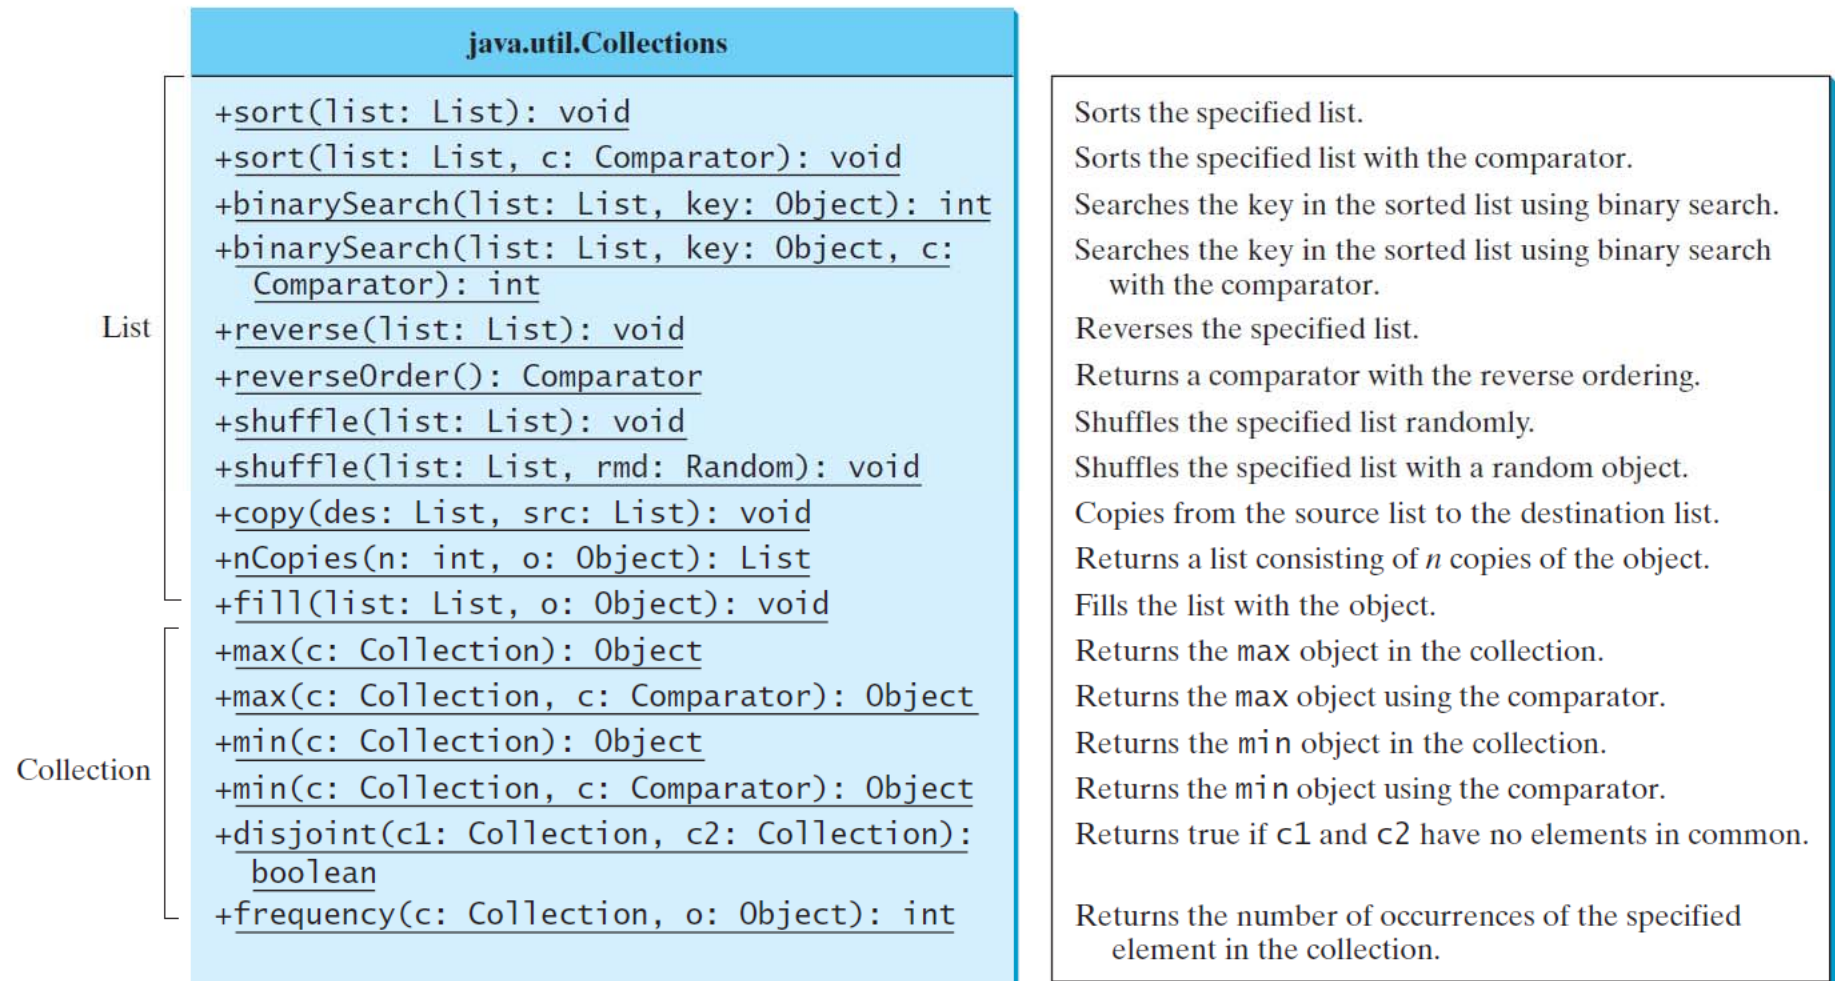 java.util.Collections
List
+sort(list: List): void
Sorts the specified list.
+sort(list: List, c: Comparator): void
Sorts the specified list with the comparator.
+binarySearch(list: List, key: Object): int
Searches the key in the sorted list using binary search.
+binarySearch(list: List, key: Object, c:
Comparator): int
Searches the key in the sorted list using binary search
with the comparator.
+reverse(list: List): void
Reverses the specified list.
+reverseOrder(): Comparator
Returns a comparator with the reverse ordering.
+shuffle(list: List): void
Shuffles the specified list randomly.
+shuffle(list: List, rmd: Random): void
Shuffles the specified list with a random object.
+copy(des: List, src: List): void
Copies from the source list to the destination list.
+nCopies(n: int, o: Object): List
Returns a list consisting of n copies of the object.
+fill(list: List, o: Object): void
Fills the list with the object.
Collection
+max(c: Collection): Object
Returns the max object in the collection.
+max(c: Collection, c: Comparator): Object
Returns the max object using the comparator.
+min(c: Collection): Object
Returns the min object in the collection.
+min(c: Collection, c: Comparator): Object
Returns the min object using the comparator.
+disjoint(c1: Collection, c2: Collection):
boolean
Returns true if c1 and c2 have no elements in common.
+frequency(c: Collection, o: Object): int
Returns the number of occurrences of the specified
element in the collection.